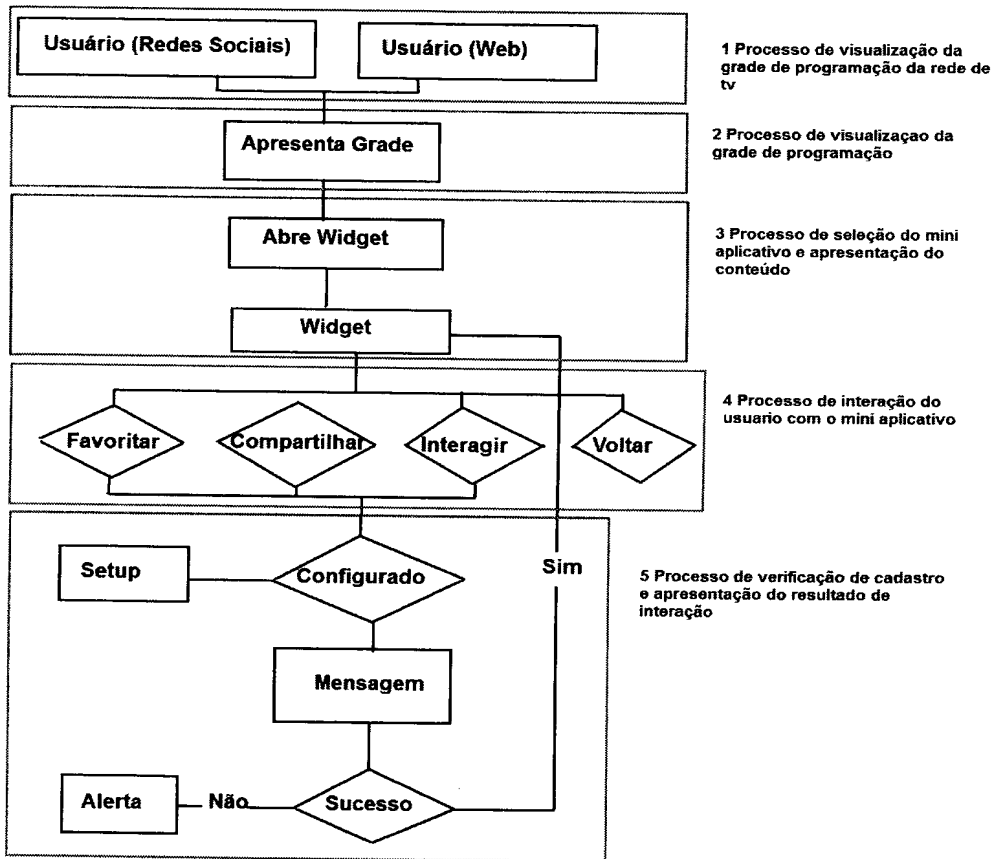 Usuário (Redes Sociais)
Usuário (Web)
1 Processo de visualização da
grade de programação da rede de
tv
Apresenta Grade
2 Processo de visualizaçao da
grade de programação
Abre Widget
3 Processo de seleção do mini
aplicativo e apresentação do
conteúdo
Widget
4 Processo de interação do
usuario com o mini aplicativo
Favoritar
Compartilhar
Interagir
Voltar
Setup
Configurado
Sim
5 Processo de verificação de cadastro
e apresentação do resultado de
interação
Mensagem
Alerta
Não
Sucesso